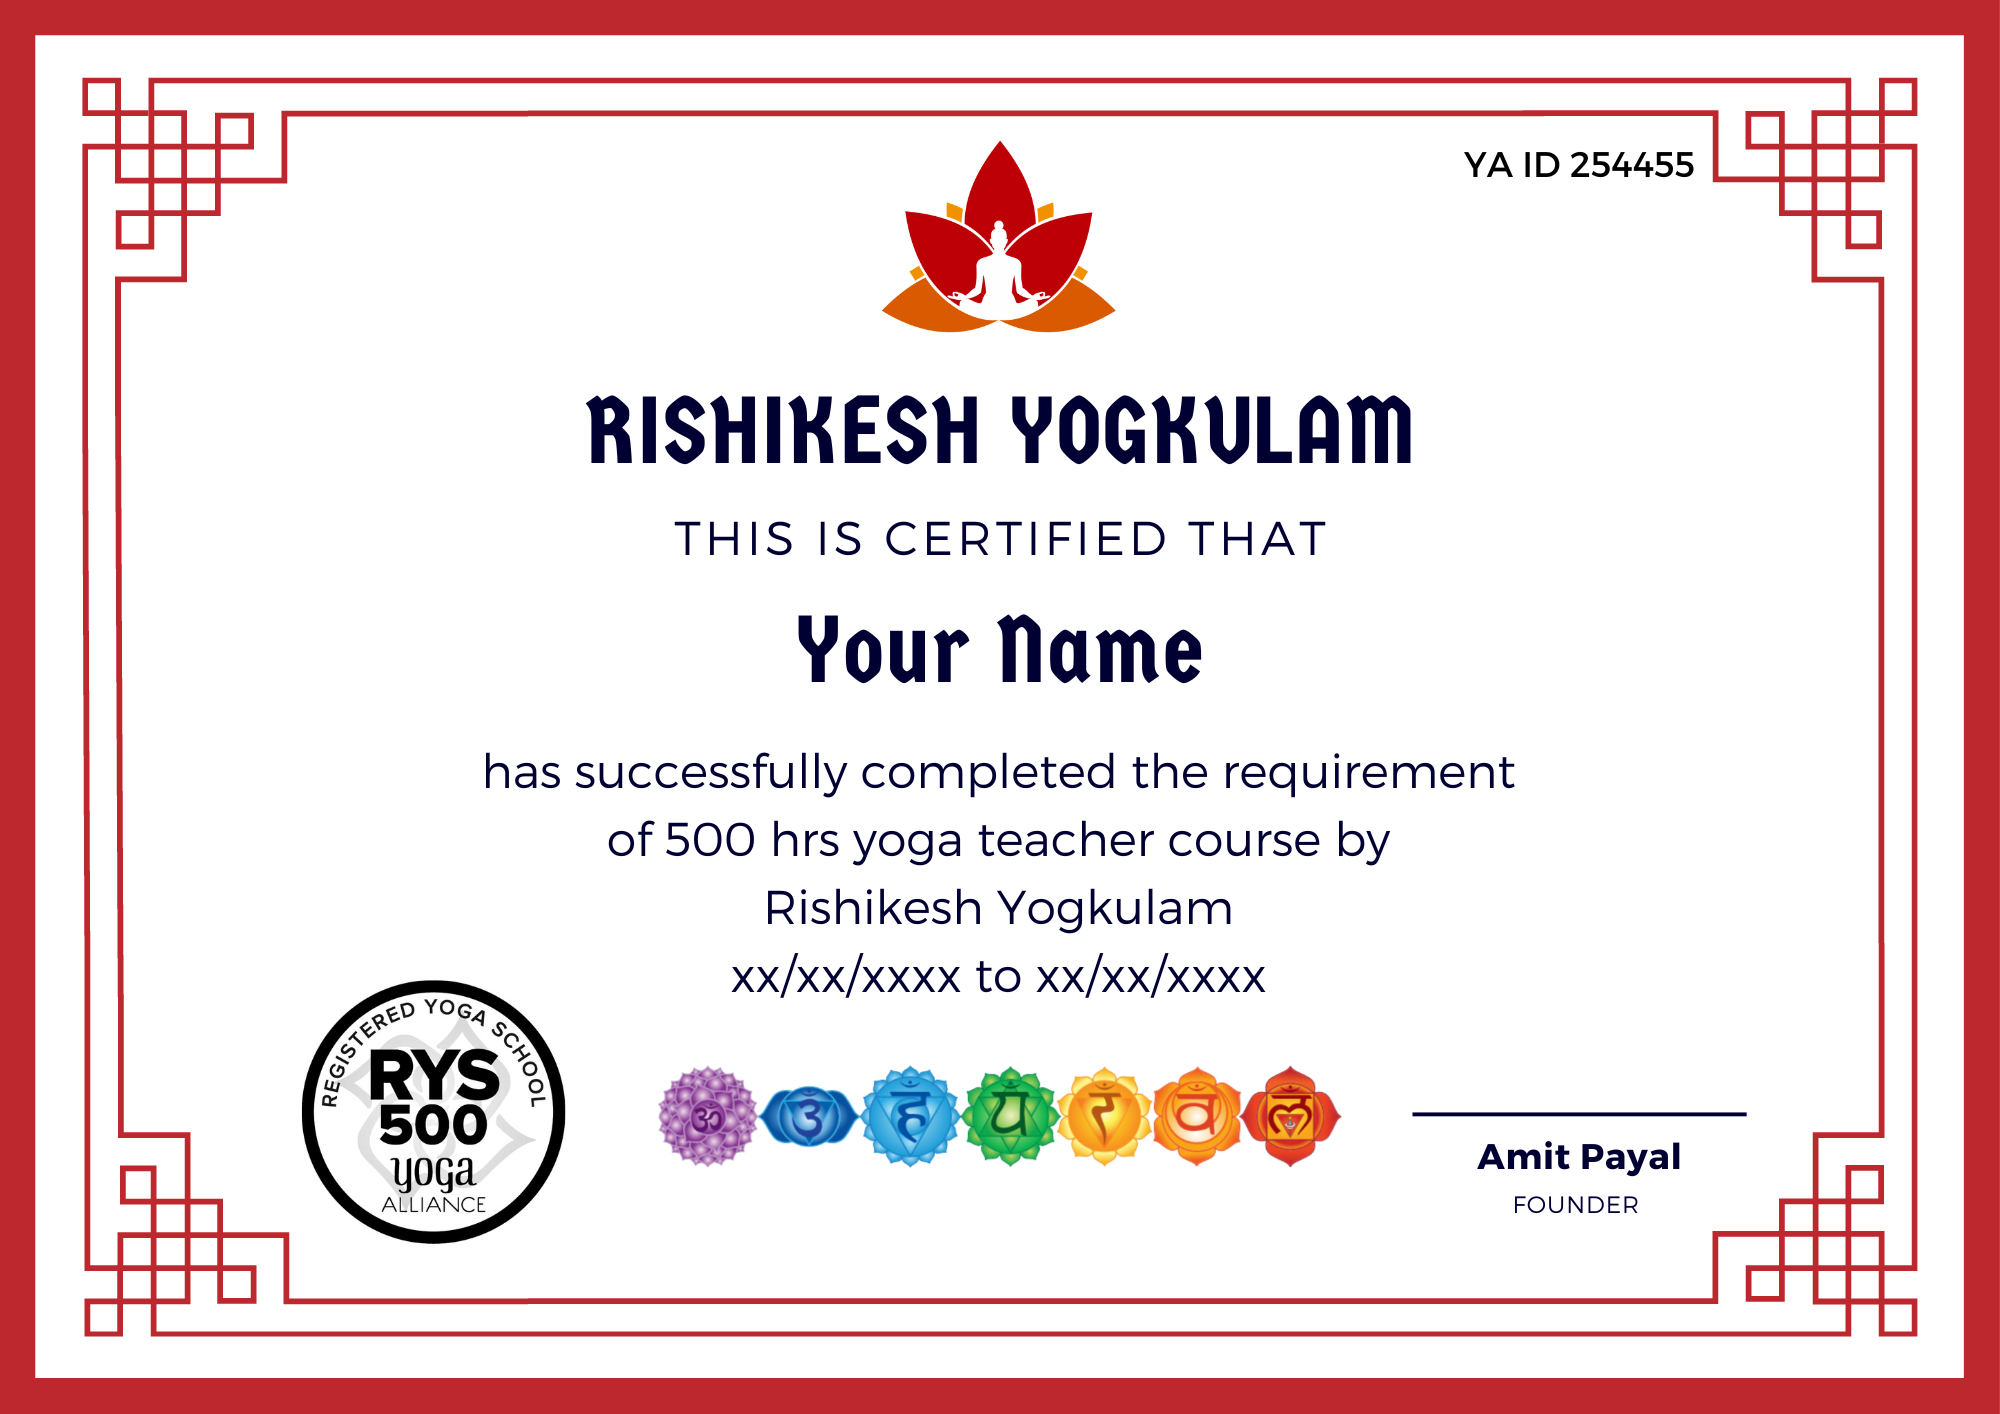 YA ID 254455
RISHIKESH YOGKULAM
THIS IS CERTIFIED THAT
Your Name
has successfully completed the requirement
of 500 hrs yoga teacher course by
Rishikesh Yogkulam
xx/xx/xxxx to xx/xx/xxxx
REGISTERED YOGA SCHOOL
RYS
500
yoga
ALLIANCE
ॐ ॐ हं यं रं वं लं
Amit Payal
FOUNDER